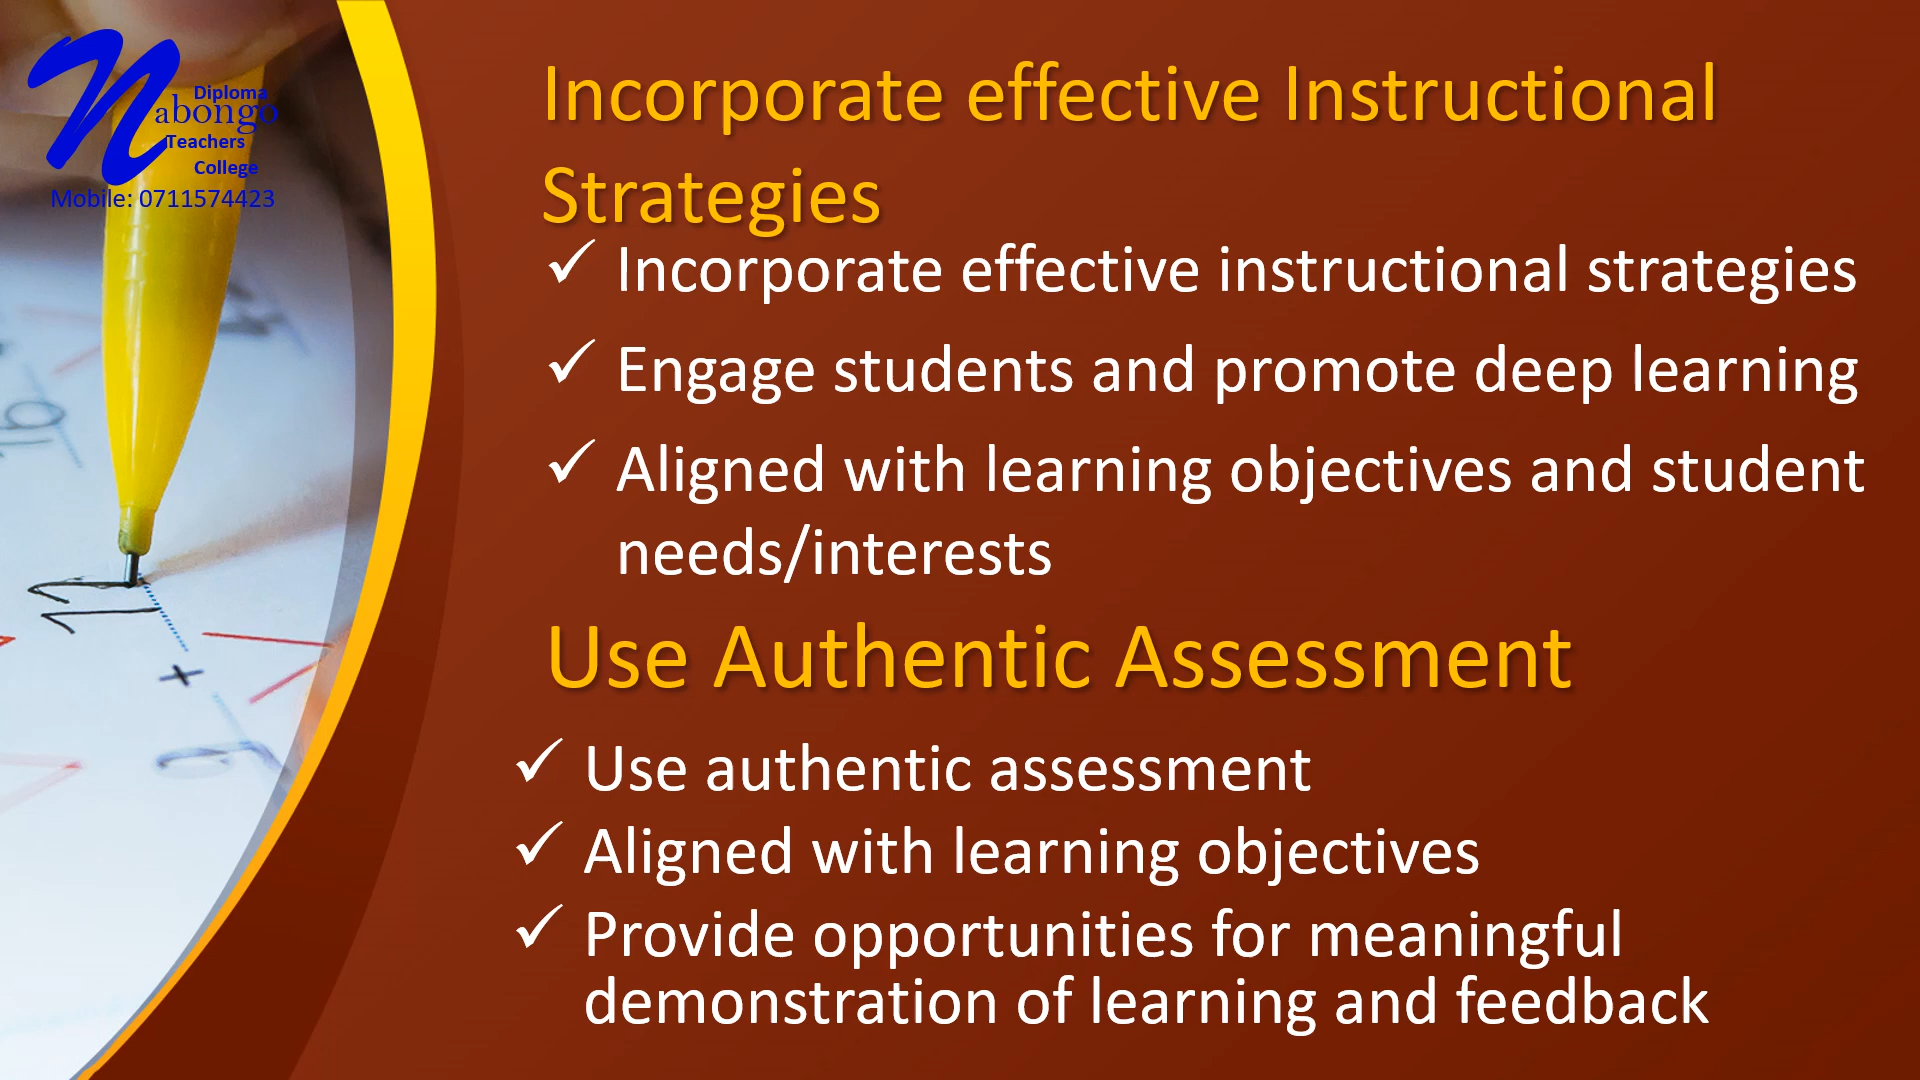 Diploma
Nabongo
Teachers
College
Mobile: 0711574423
Incorporate effective Instructional
Strategies
✓ Incorporate effective instructional strategies
✓ Engage students and promote deep learning
✓ Aligned with learning objectives and student
needs/interests
Use Authentic Assessment
✓ Use authentic assessment
✓ Aligned with learning objectives
✓ Provide opportunities for meaningful
demonstration of learning and feedback
12
+